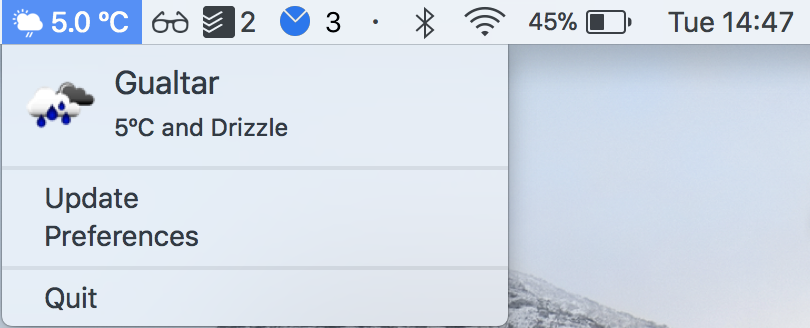 5.0 ºC 2 3 45% Tue 14:47
Gualtar
5ºC and Drizzle
Update
Preferences
Quit